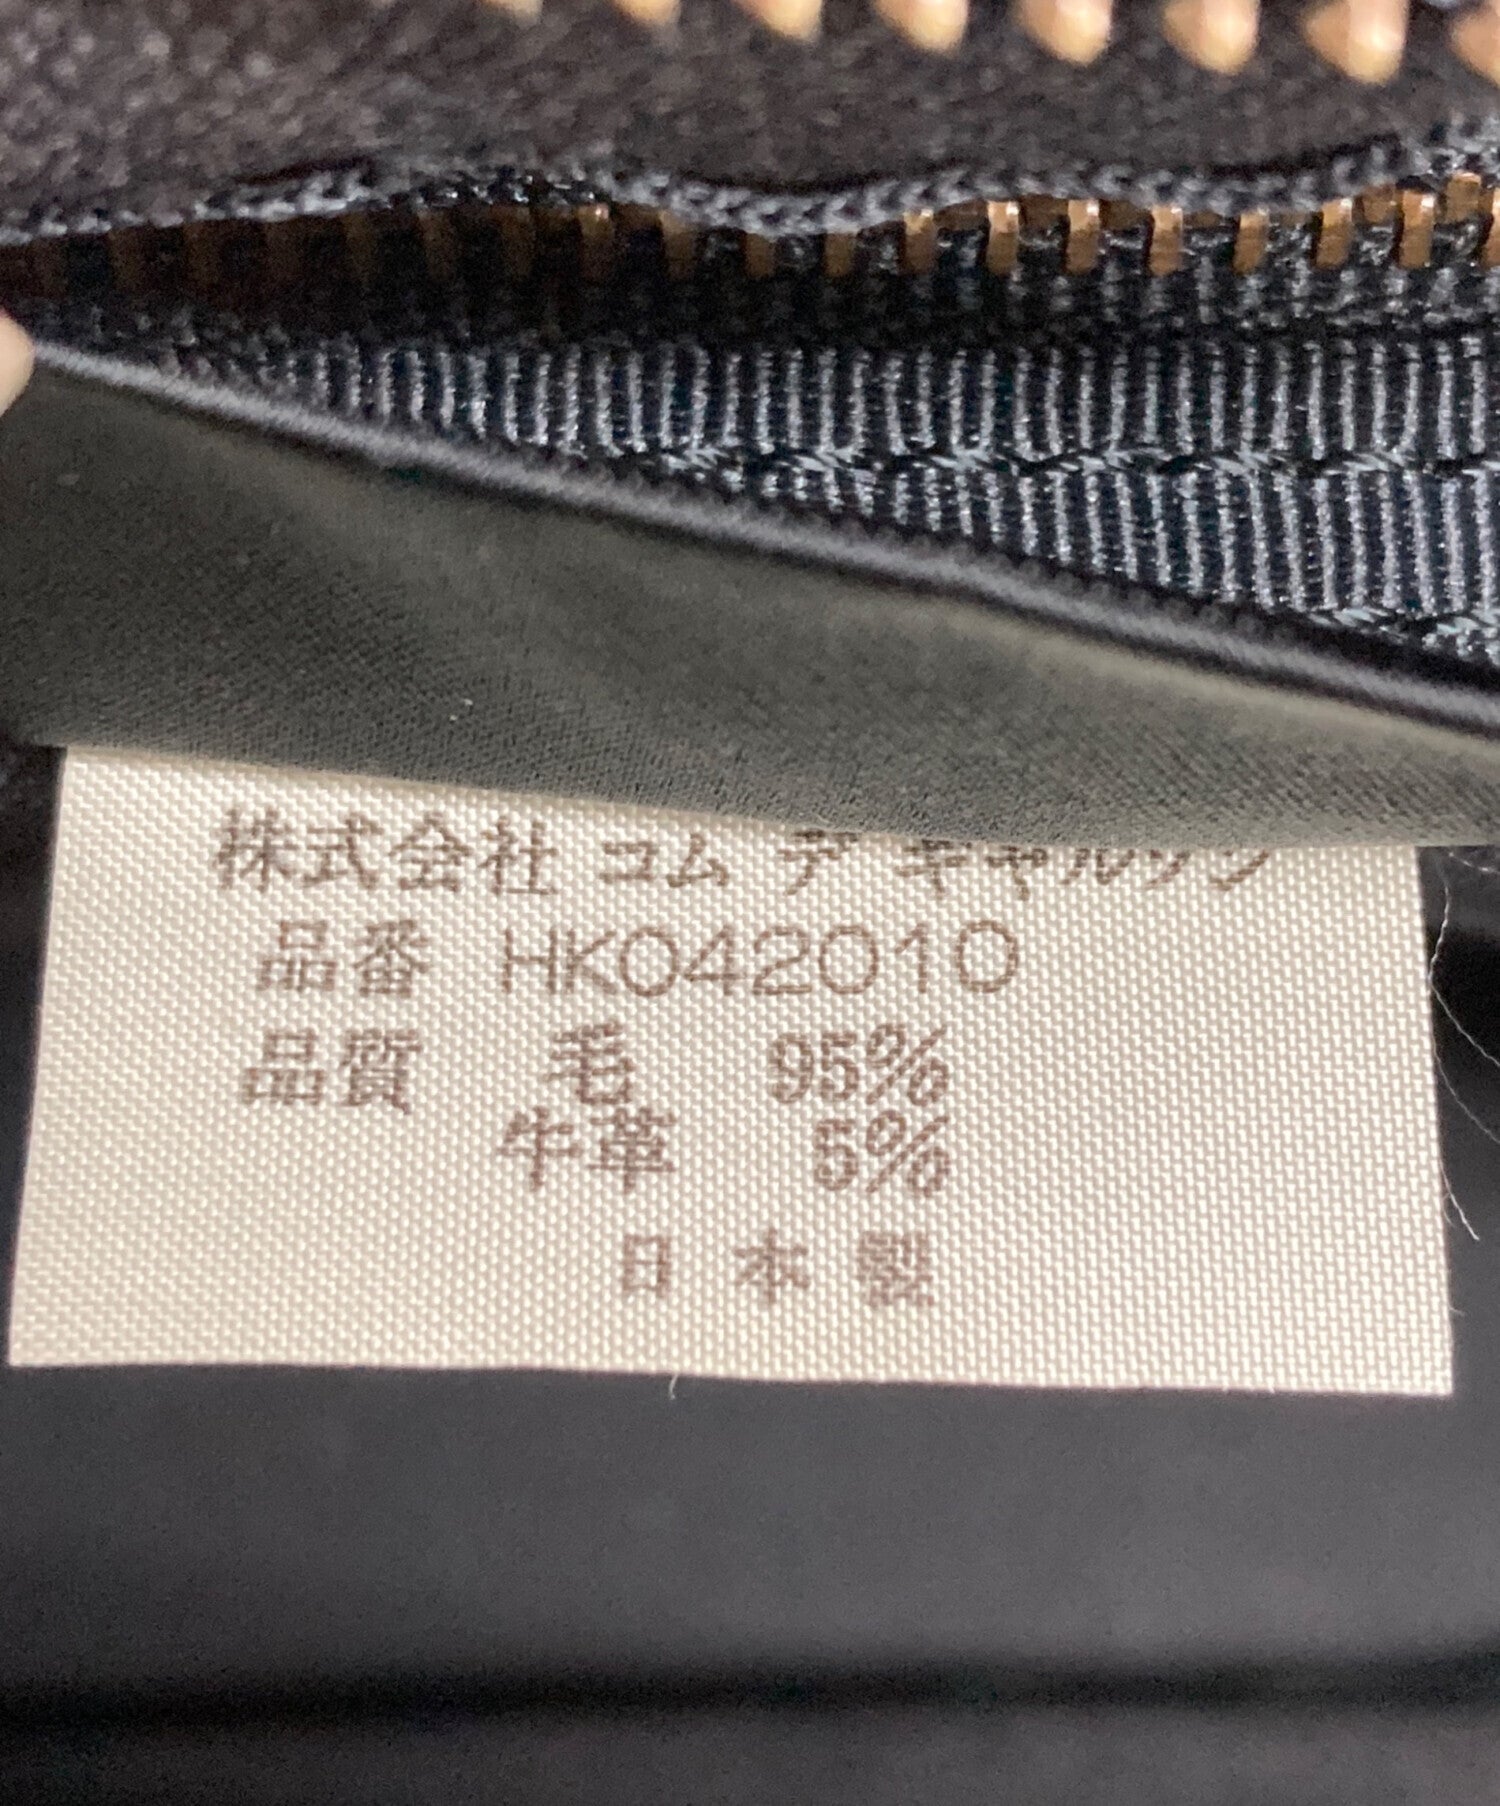 株式会社 コム デ ギャルソン
品番 HK042010
品質 毛 95%
牛革 5%
日本製